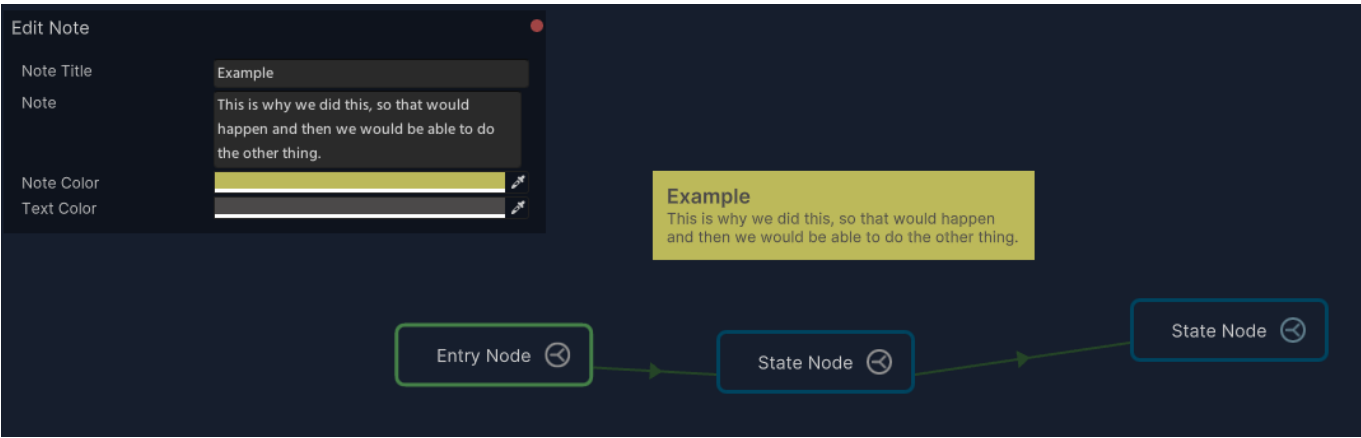 Edit Note
Note Title
Example
Note
This is why we did this, so that would
happen and then we would be able to do
the other thing.
Note Color
Text Color
Example
This is why we did this, so that would happen
and then we would be able to do the other thing.
Entry Node
State Node
State Node